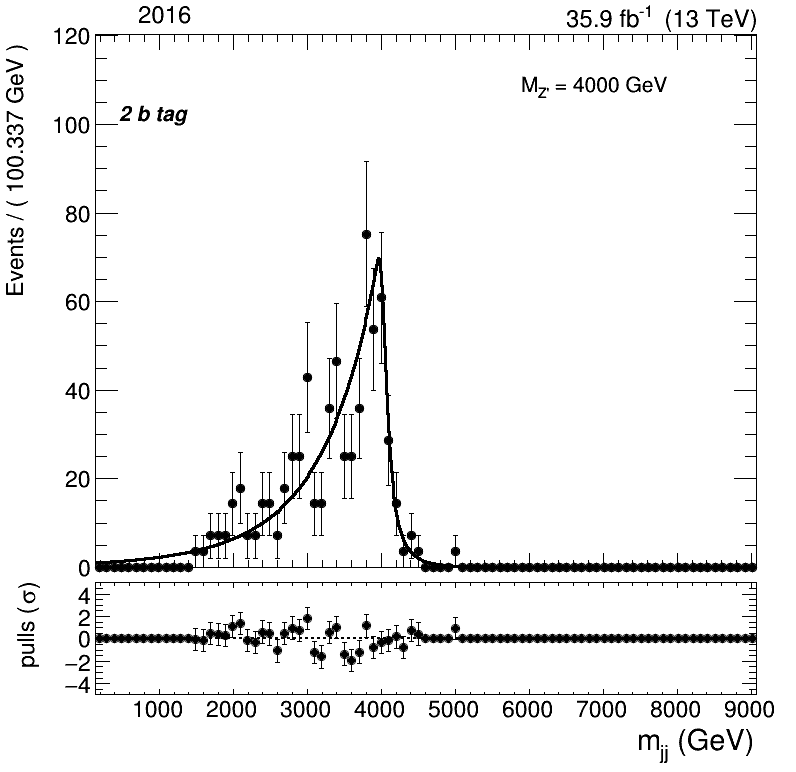 2016
35.9 fb⁻¹ (13 TeV)
Events / ( 100.337 GeV )
120
100
80
60
40
20
0
2 b tag
M_Z' = 4000 GeV
pulls (σ)
4
2
0
−2
−4
1000 2000 3000 4000 5000 6000 7000 8000 9000
m_jj (GeV)